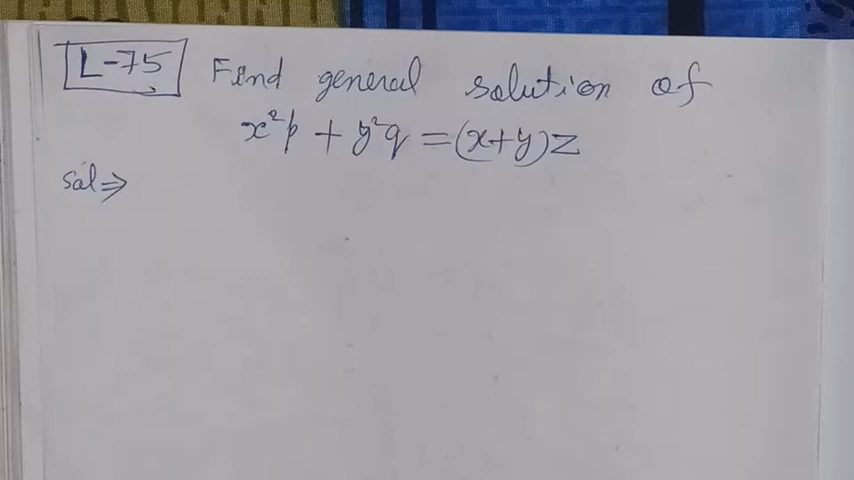 L-75 Find general solution of
x²p + y²q = (x+y)z
Sol⇒